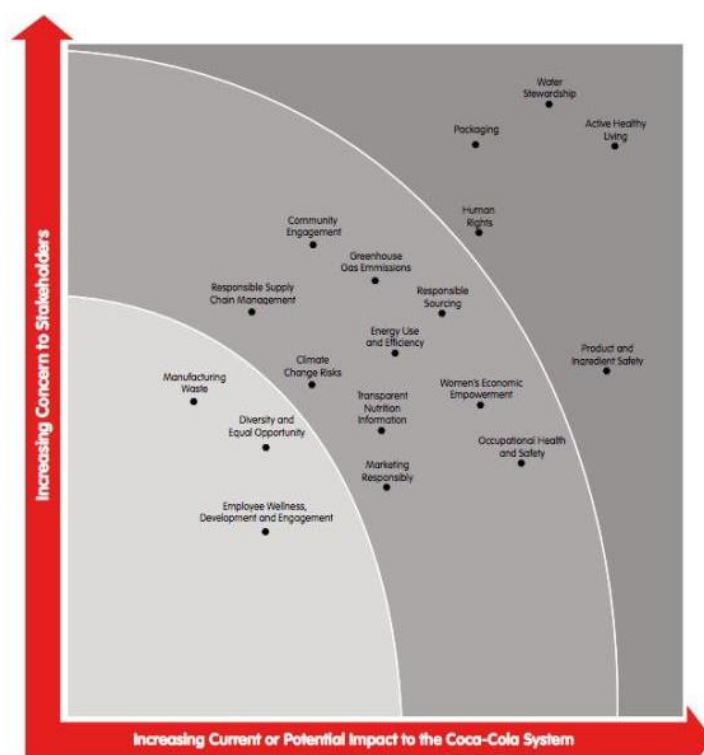 Water
Stewardship
Packaging
Active Healthy
Living
Human
Rights
Community
Engagement
Greenhouse
Gas Emmissions
Responsible Supply
Chain Management
Responsible
Sourcing
Energy Use
and Efficiency
Product and
Ingredient Safety
Climate
Change Risks
Manufacturing
Waste
Women's Economic
Empowerment
Transparent
Nutrition
Information
Diversity and
Equal Opportunity
Occupational Health
and Safety
Marketing
Responsibly
Employee Wellness,
Development and Engagement
Increasing Concern to Stakeholders
Increasing Current or Potential Impact to the Coca-Cola System